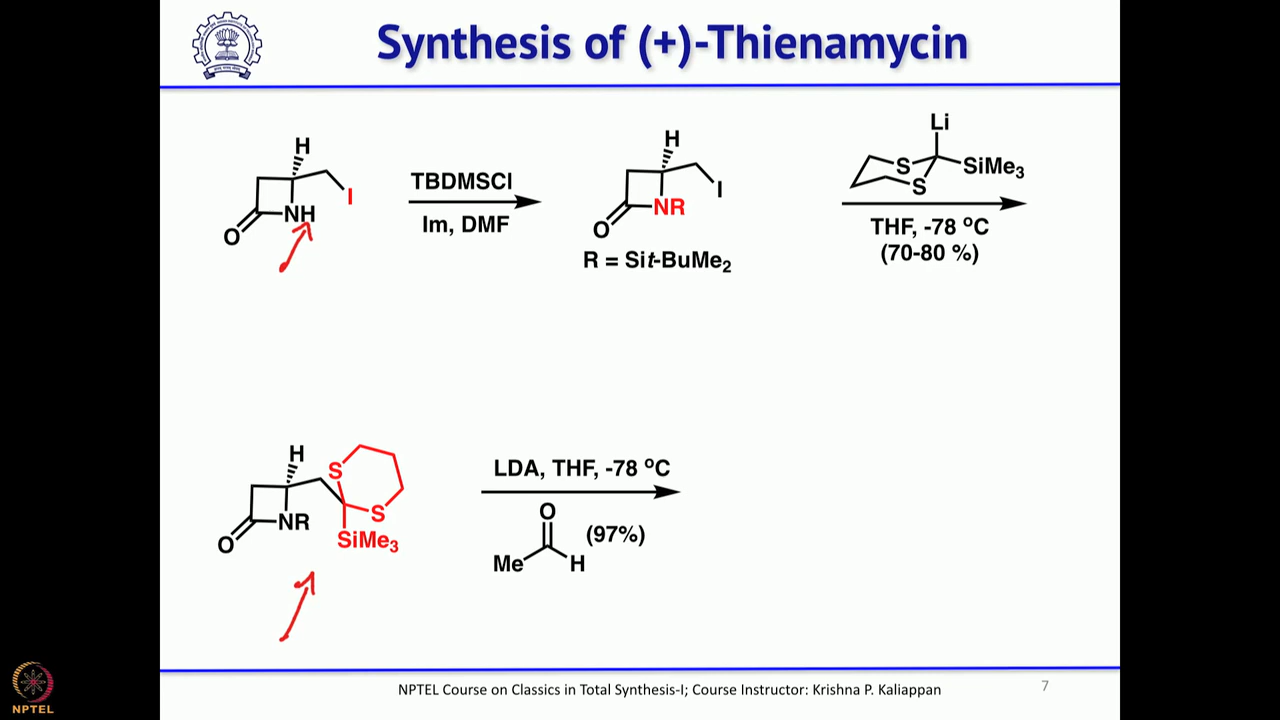 Synthesis of (+)-Thienamycin
H
I
NH
O
TBDMSCl
Im, DMF
H
I
NR
O
R = Sit-BuMe2
Li
S
SiMe3
S
THF, -78 ºC
(70-80 %)
H
S
S
NR
O
SiMe3
LDA, THF, -78 ºC
O
(97%)
Me
H
NPTEL Course on Classics in Total Synthesis-I; Course Instructor: Krishna P. Kaliappan
7
NPTEL